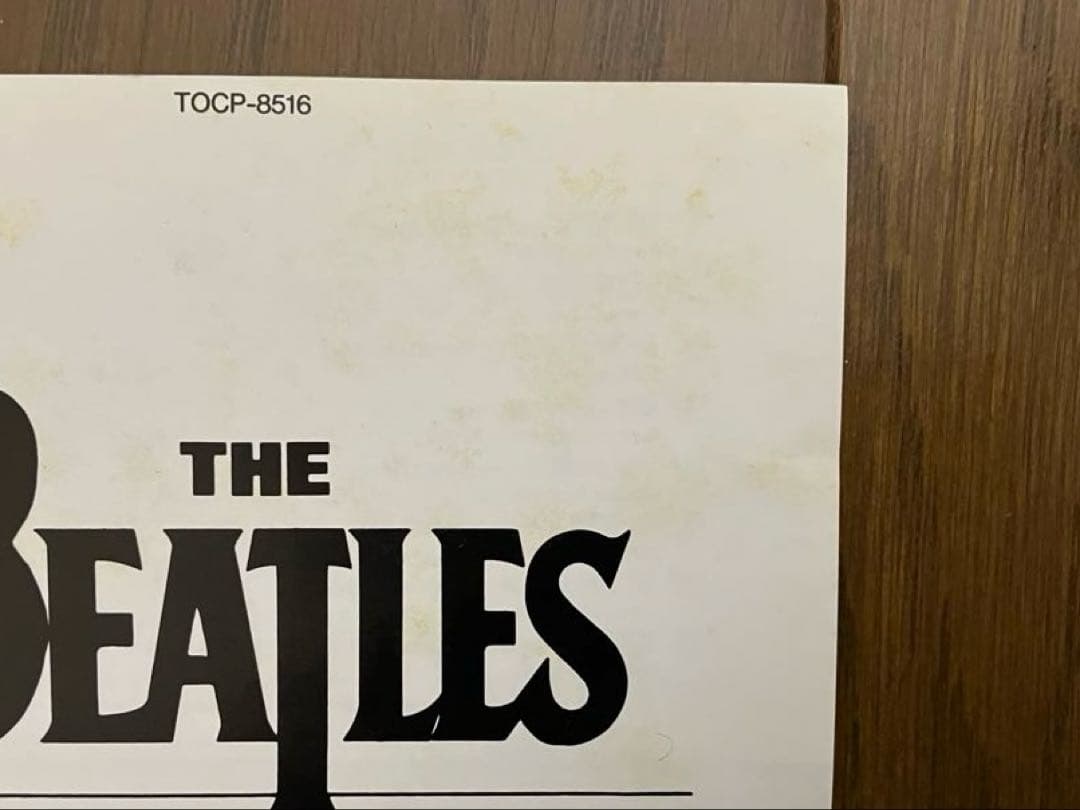 TOCP-8516
THE
BEATLES